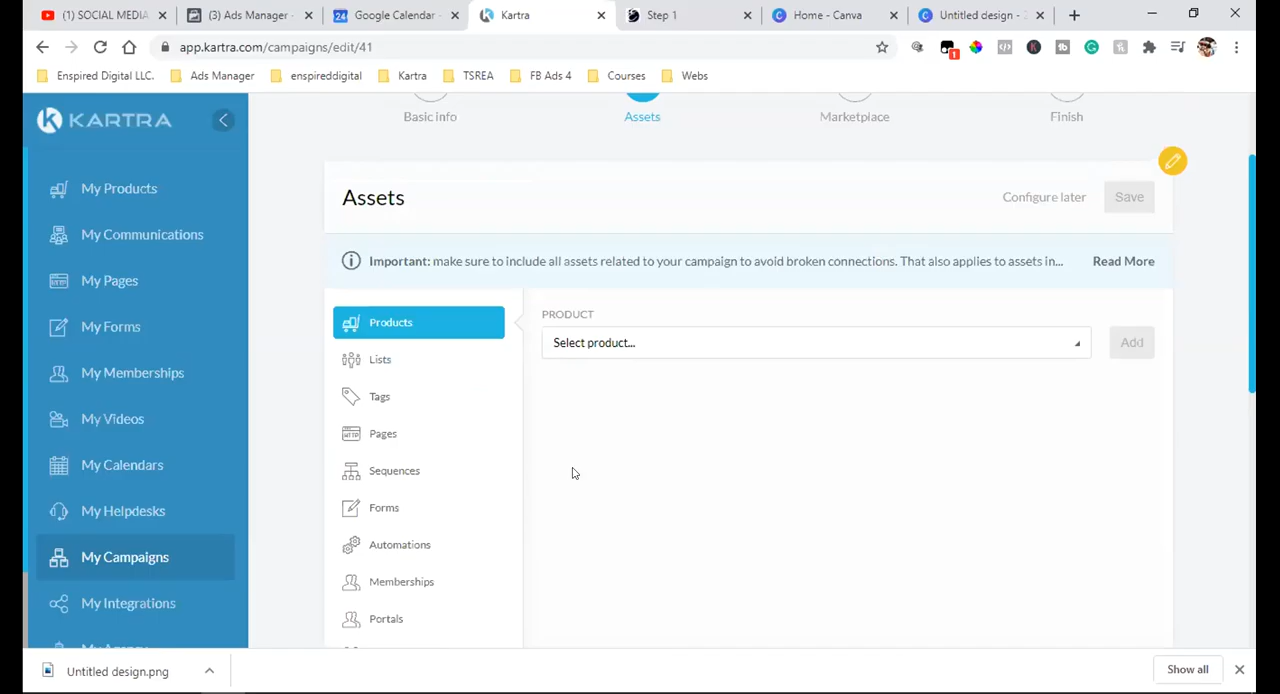 (1) SOCIAL MEDIA
(3) Ads Manager -
Google Calendar -
Kartra
Step 1
Home - Canva
Untitled design -
app.kartra.com/campaigns/edit/41
Enspired Digital LLC.
Ads Manager
enspireddigital
Kartra
TSREA
FB Ads 4
Courses
Webs
KARTRA
My Products
My Communications
My Pages
My Forms
My Memberships
My Videos
My Calendars
My Helpdesks
My Campaigns
My Integrations
Basic info
Assets
Marketplace
Finish
Assets
Configure later
Save
Important: make sure to include all assets related to your campaign to avoid broken connections. That also applies to assets in...
Read More
Products
Lists
Tags
Pages
Sequences
Forms
Automations
Memberships
Portals
PRODUCT
Select product...
Add
Untitled design.png
Show all